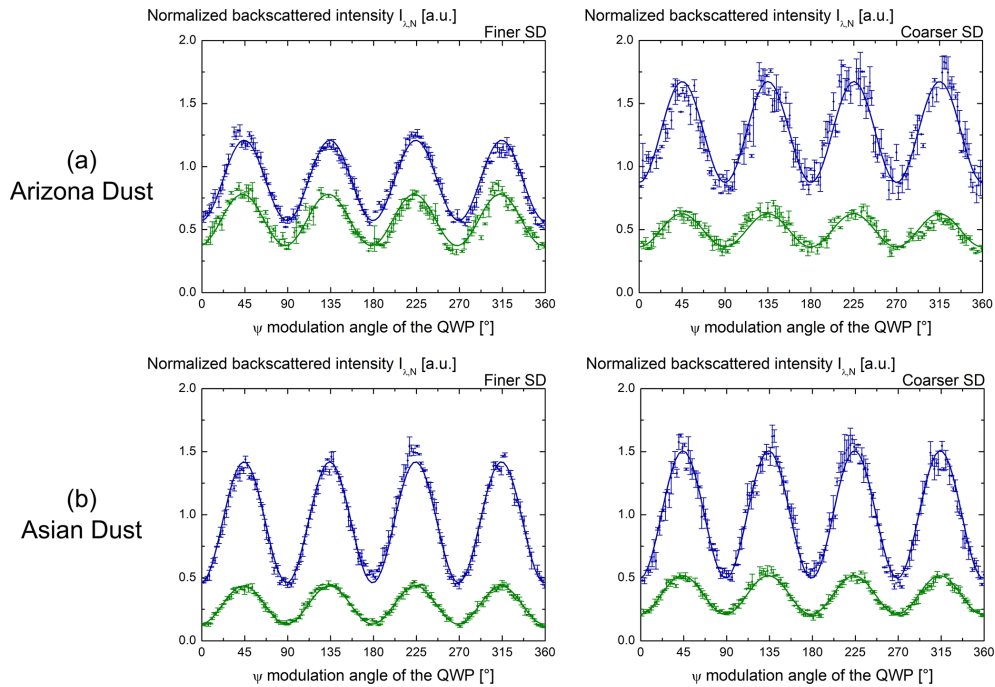 (a)
Arizona Dust
Normalized backscattered intensity I_λ,N [a.u.]
Finer SD
2.0
1.5
1.0
0.5
0.0
0 45 90 135 180 225 270 315 360
ψ modulation angle of the QWP [°]
Normalized backscattered intensity I_λ,N [a.u.]
Coarser SD
2.0
1.5
1.0
0.5
0.0
0 45 90 135 180 225 270 315 360
ψ modulation angle of the QWP [°]
(b)
Asian Dust
Normalized backscattered intensity I_λ,N [a.u.]
Finer SD
2.0
1.5
1.0
0.5
0.0
0 45 90 135 180 225 270 315 360
ψ modulation angle of the QWP [°]
Normalized backscattered intensity I_λ,N [a.u.]
Coarser SD
2.0
1.5
1.0
0.5
0.0
0 45 90 135 180 225 270 315 360
ψ modulation angle of the QWP [°]